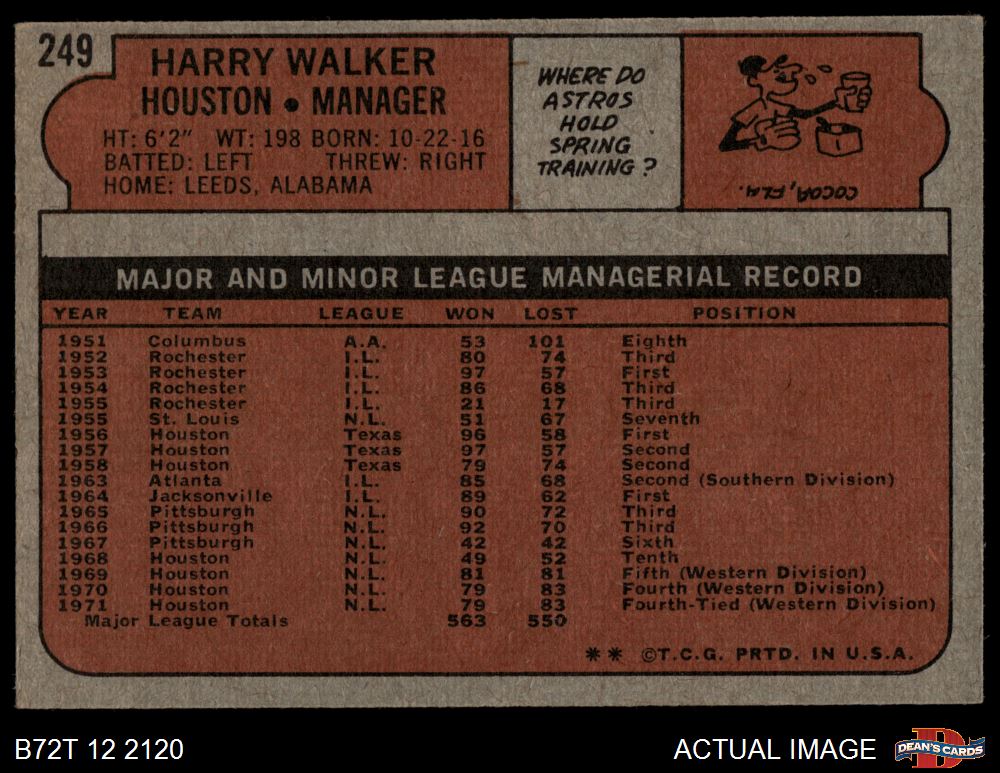 249
HARRY WALKER
HOUSTON • MANAGER
HT: 6'2" WT: 198 BORN: 10-22-16
BATTED: LEFT THREW: RIGHT
HOME: LEEDS, ALABAMA
WHERE DO
ASTROS
HOLD
SPRING
TRAINING?
COCOA, FLA.
MAJOR AND MINOR LEAGUE MANAGERIAL RECORD
YEAR TEAM LEAGUE WON LOST POSITION
1951 Columbus A.A. 53 101 Eighth
1952 Rochester I.L. 80 74 Third
1953 Rochester I.L. 97 57 First
1954 Rochester I.L. 86 68 Third
1955 Rochester I.L. 21 17 Third
1955 St. Louis N.L. 51 67 Seventh
1956 Houston Texas 96 58 First
1957 Houston Texas 97 57 Second
1958 Houston Texas 79 74 Second
1963 Atlanta I.L. 85 68 Second (Southern Division)
1964 Jacksonville I.L. 89 62 First
1965 Pittsburgh N.L. 90 72 Third
1966 Pittsburgh N.L. 92 70 Third
1967 Pittsburgh N.L. 42 42 Sixth
1968 Houston N.L. 49 52 Tenth
1969 Houston N.L. 81 81 Fifth (Western Division)
1970 Houston N.L. 79 83 Fourth (Western Division)
1971 Houston N.L. 79 83 Fourth-Tied (Western Division)
Major League Totals 563 550
** ©T.C.G. PRTD. IN U.S.A.
B72T 12 2120
ACTUAL IMAGE
D
DEAN'S CARDS